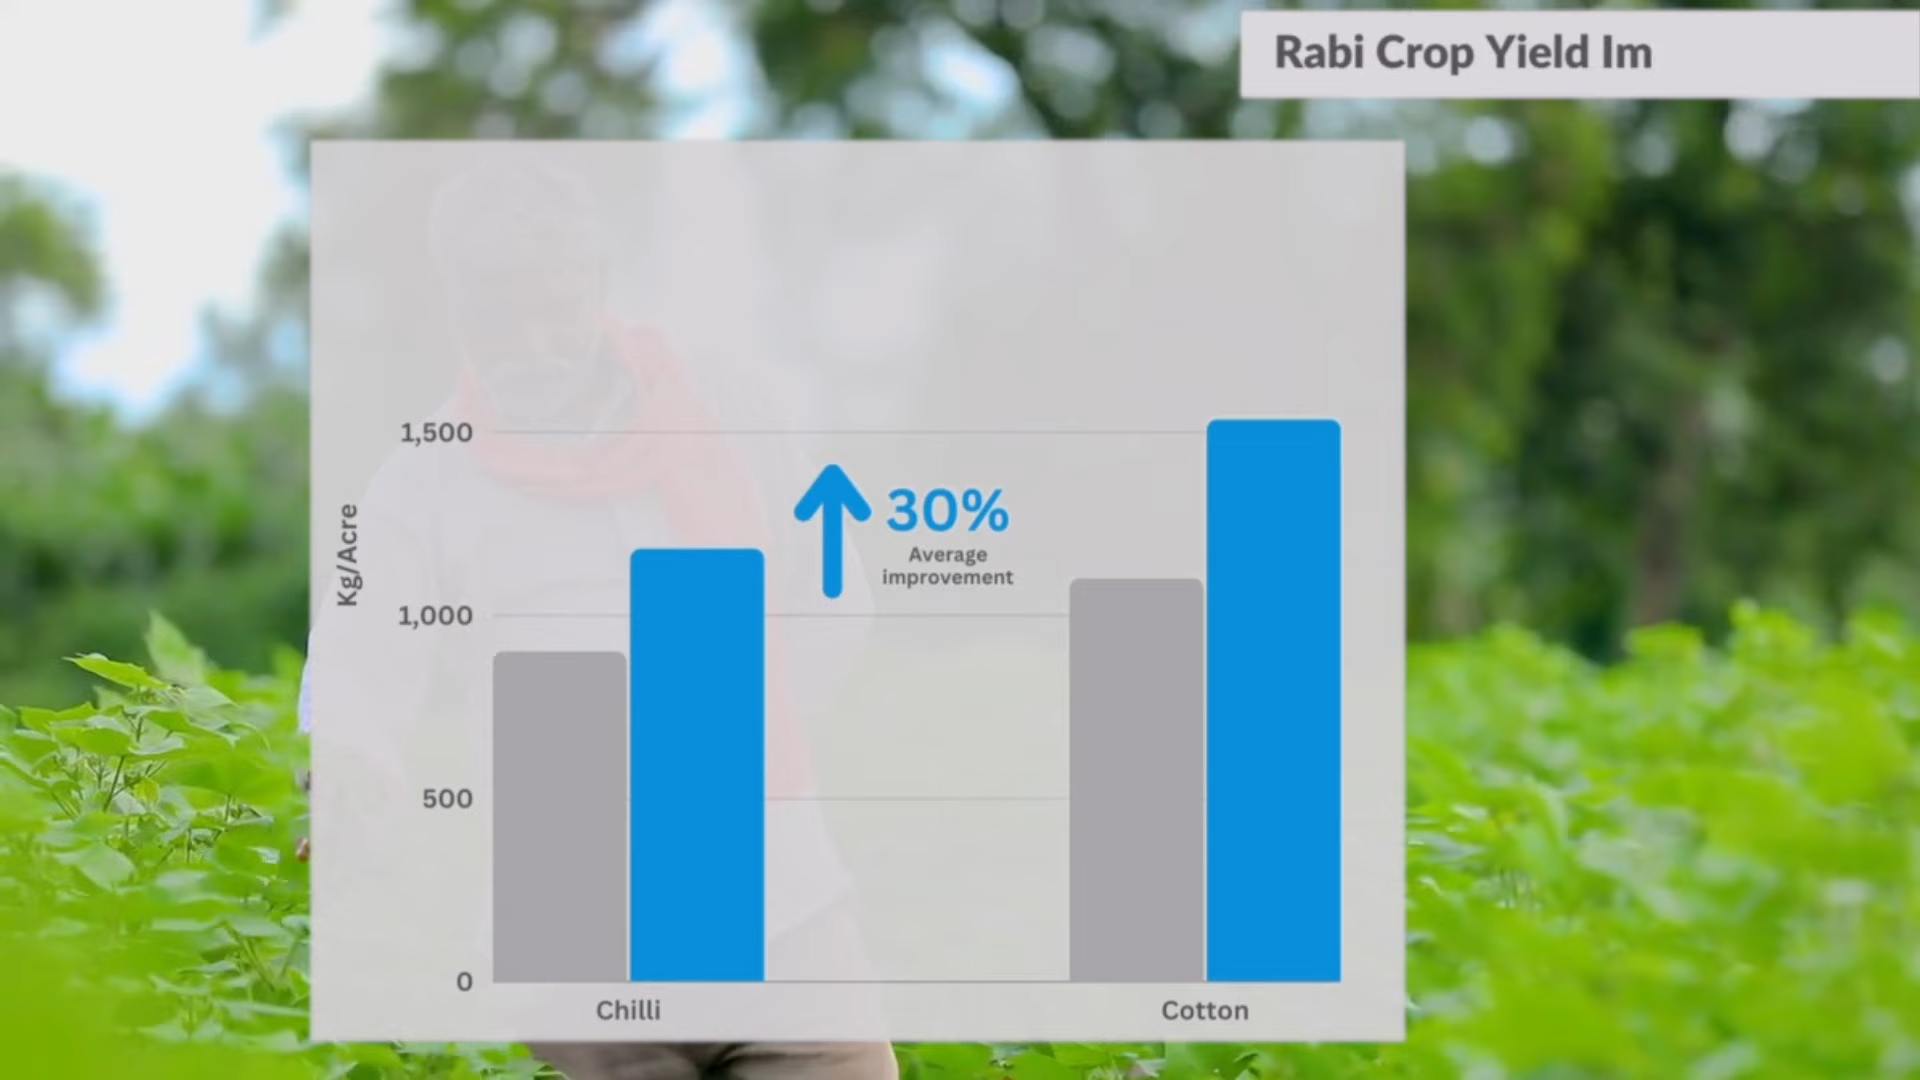 Rabi Crop Yield Im
Kg/Acre
1,500
1,000
500
0
30%
Average
improvement
Chilli
Cotton